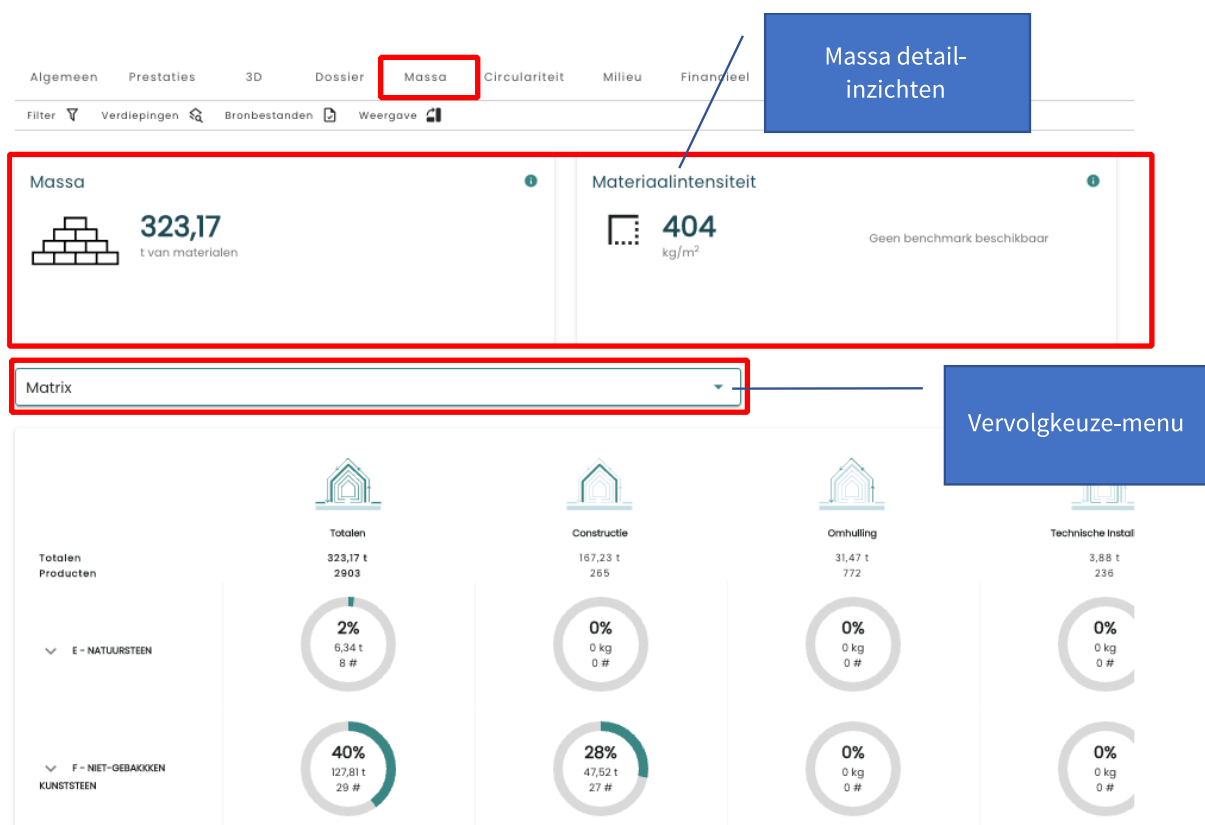 Massa detail-
inzichten
Algemeen Prestaties 3D Dossier Massa Circulariteit Milieu Financieel
Filter Verdiepingen Bronbestanden Weergave
Massa Materiaalintensiteit
323,17 404
t van materialen kg/m² Geen benchmark beschikbaar
Matrix
Vervolgkeuze-menu
Totalen Constructie Omhulling Technische Instal
Totalen 323,17 t 167,23 t 31,47 t 3,88 t
Producten 2903 265 772 236
2% 0% 0% 0%
E - NATUURSTEEN 6,34 t 0 kg 0 kg 0 kg
8 # 0 # 0 # 0 #
40% 28% 0% 0%
F - NIET-GEBAKKKEN 127,81 t 47,52 t 0 kg 0 kg
KUNSTSTEEN 29 # 27 # 0 # 0 #